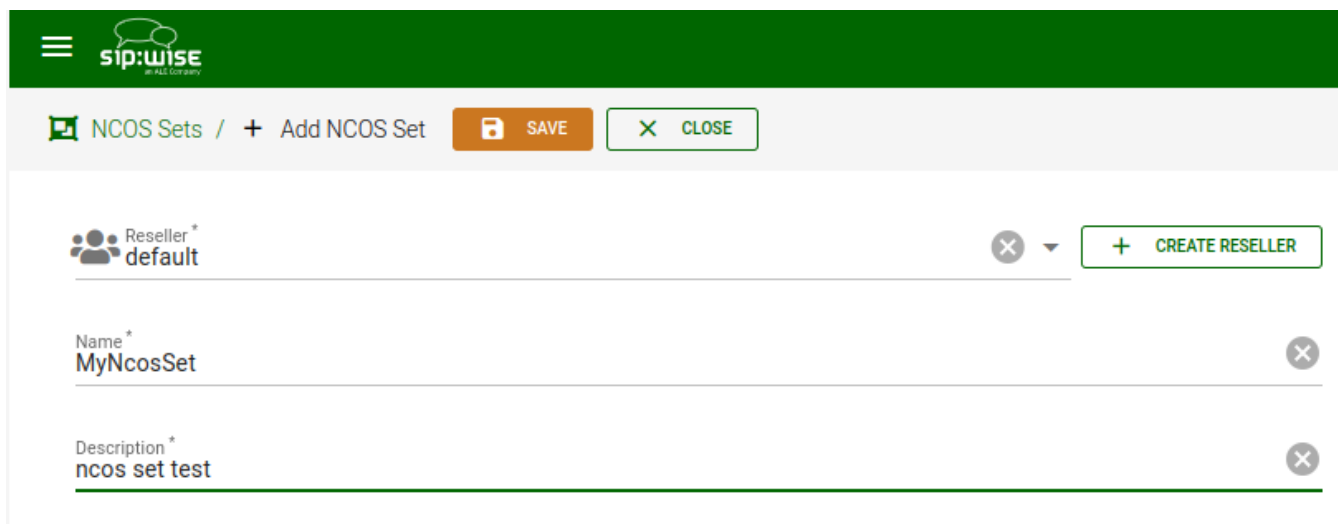 sip:wise
an ALE Company
NCOS Sets / + Add NCOS Set SAVE CLOSE
Reseller *
default
+ CREATE RESELLER
Name *
MyNcosSet
Description *
ncos set test